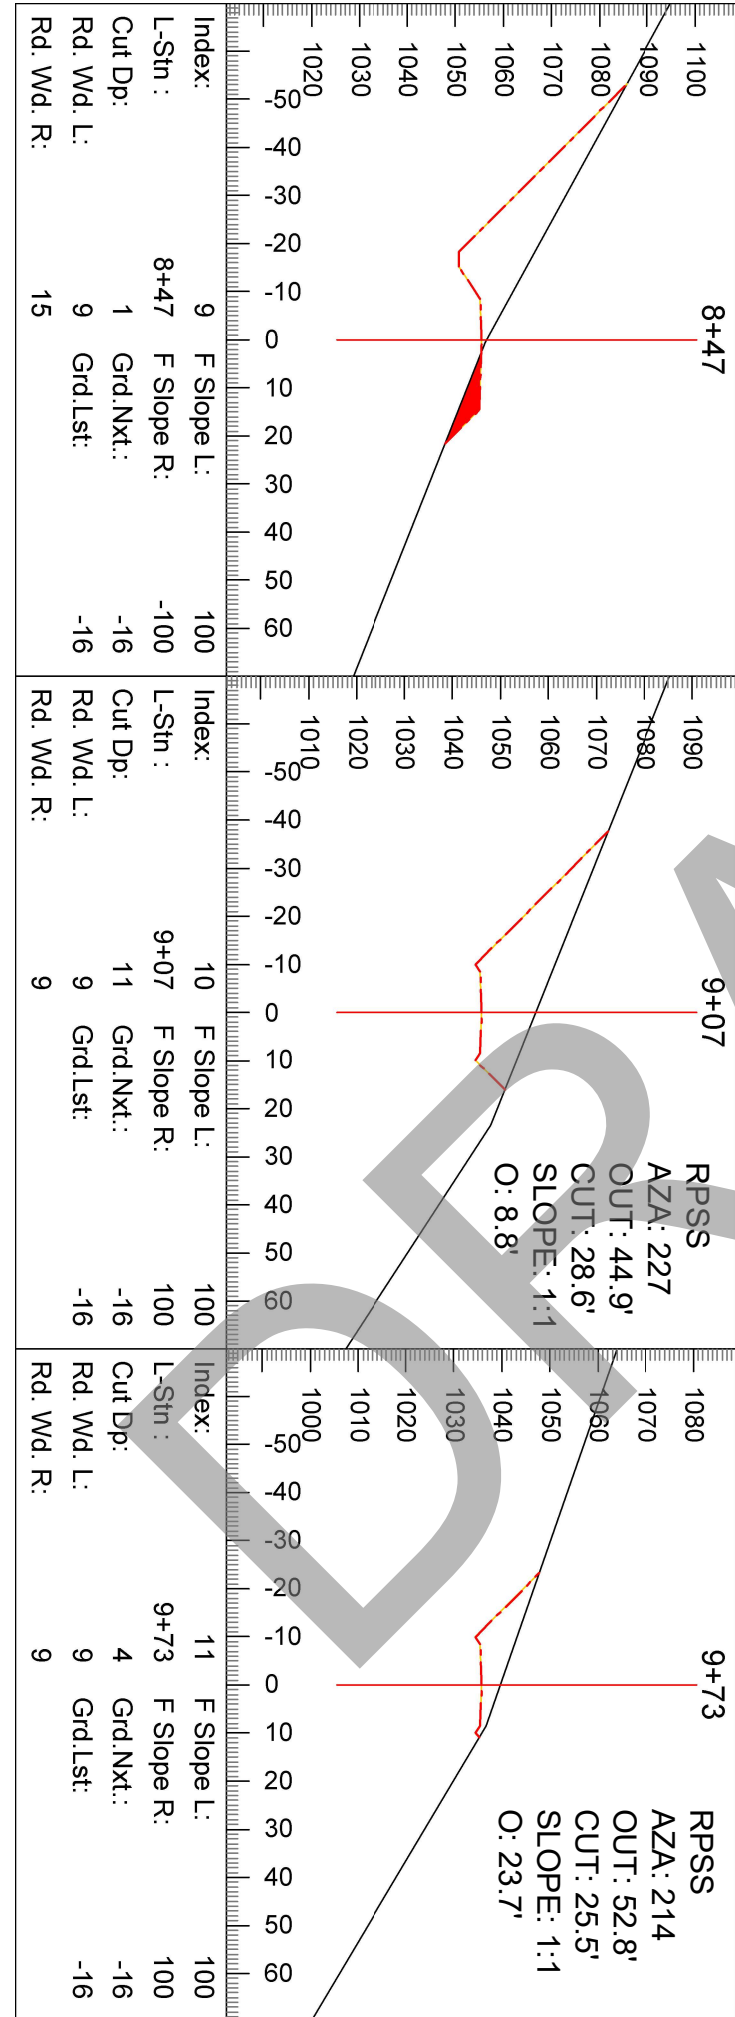 8+47
1100
1090
1080
1070
1060
1050
1040
1030
1020
-50 -40 -30 -20 -10 0 10 20 30 40 50 60
Index: 9 F Slope L: 100
L-Stn : 8+47 F Slope R: -100
Cut Dp: 1 Grd.Nxt.: -16
Rd. Wd. L: 9 Grd.Lst: -16
Rd. Wd. R: 15
9+07
RPSS
AZA: 227
OUT: 44.9'
CUT: 28.6'
SLOPE: 1:1
O: 8.8'
1090
1080
1070
1060
1050
1040
1030
1020
1010
-50 -40 -30 -20 -10 0 10 20 30 40 50 60
Index: 10 F Slope L: 100
L-Stn : 9+07 F Slope R: 100
Cut Dp: 11 Grd.Nxt.: -16
Rd. Wd. L: 9 Grd.Lst: -16
Rd. Wd. R: 9
9+73
RPSS
AZA: 214
OUT: 52.8'
CUT: 25.5'
SLOPE: 1:1
O: 23.7'
1080
1070
1060
1050
1040
1030
1020
1010
1000
-50 -40 -30 -20 -10 0 10 20 30 40 50 60
Index: 11 F Slope L: 100
L-Stn : 9+73 F Slope R: 100
Cut Dp: 4 Grd.Nxt.: -16
Rd. Wd. L: 9 Grd.Lst: -16
Rd. Wd. R: 9